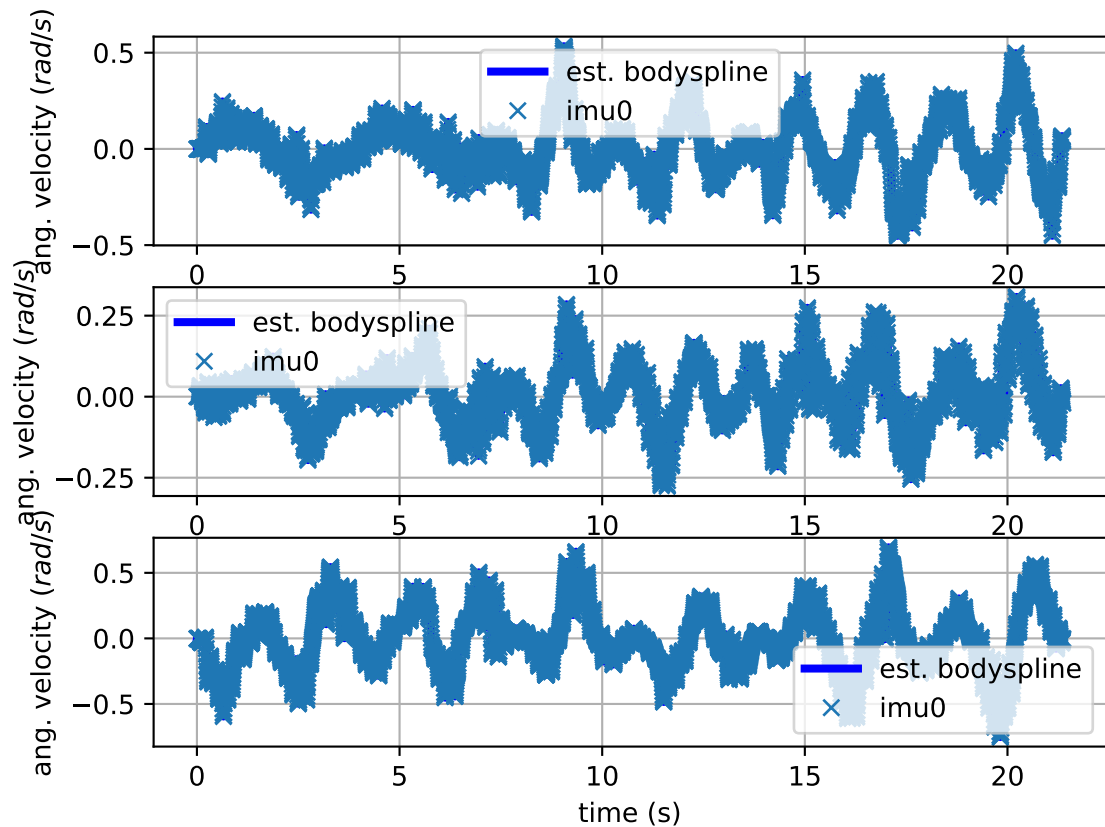 ang. velocity (rad/s)
0.5
0.0
−0.5
est. bodyspline
imu0
0 5 10 15 20
ang. velocity (rad/s)
0.25
0.00
−0.25
est. bodyspline
imu0
0 5 10 15 20
ang. velocity (rad/s)
0.5
0.0
−0.5
est. bodyspline
imu0
0 5 10 15 20
time (s)